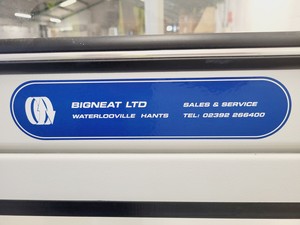 BIGNEAT LTD SALES & SERVICE
WATERLOOVILLE HANTS TEL: 02392 266400